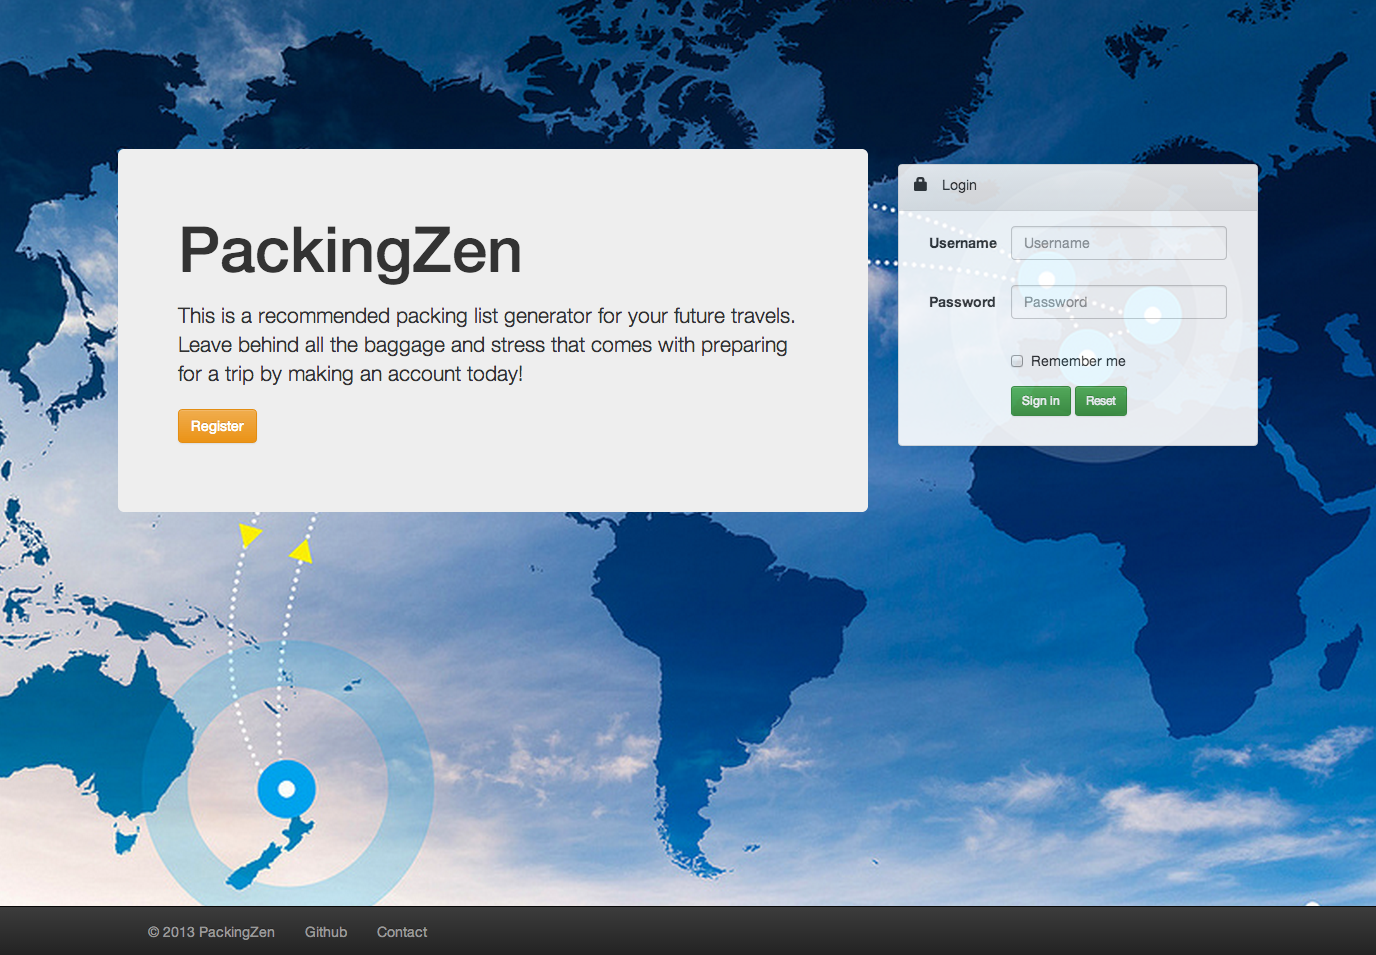 PackingZen
This is a recommended packing list generator for your future travels.
Leave behind all the baggage and stress that comes with preparing
for a trip by making an account today!
Register
Login
Username
Username
Password
Password
Remember me
Sign in
Reset
© 2013 PackingZen
Github
Contact